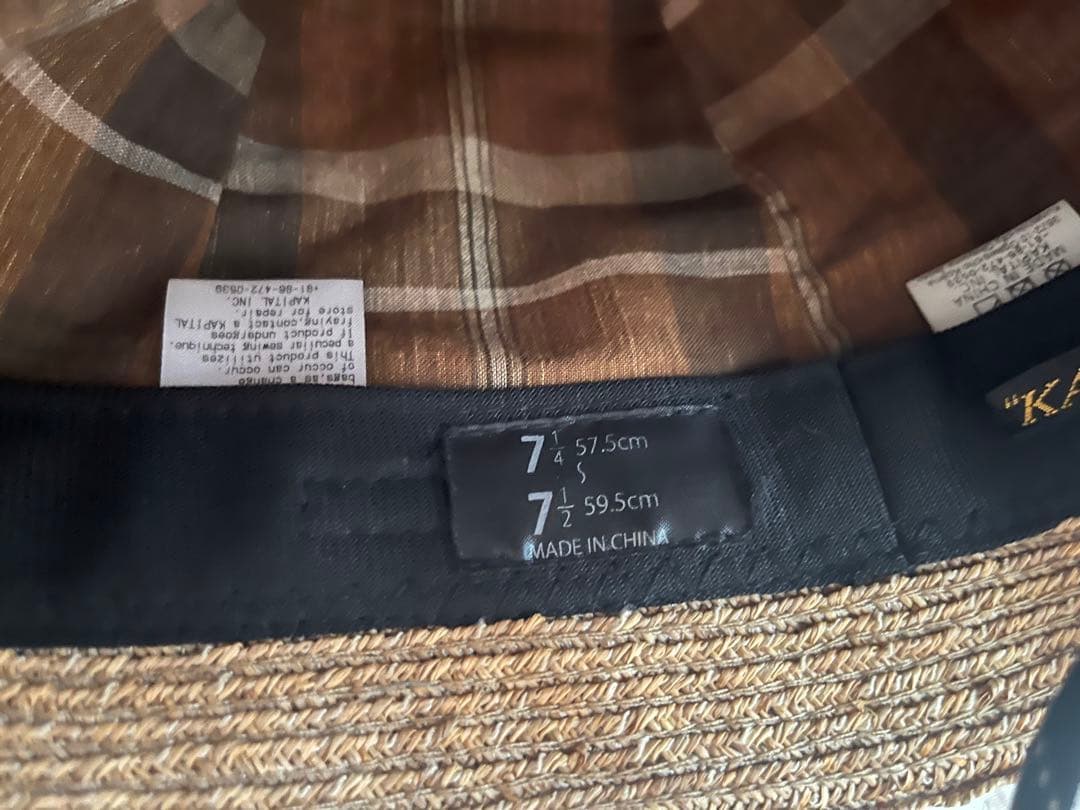 7 1/4 57.5cm
〜
7 1/2 59.5cm
MADE IN CHINA
"KA
bags,as a change
of occur can occur.
This product utilizes
a peculiar sewing technique.
If product undergoes
fraying,contact a KAPITAL
store for repair.
KAPITAL INC.
+81-86-472-0539
CHINA
INC.